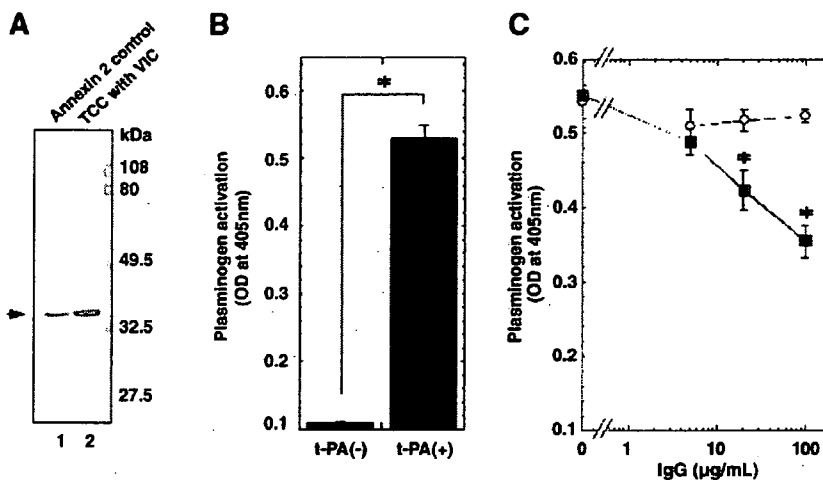 A
Annexin 2 control
TCC with VIC
kDa
108
80
49.5
32.5
27.5
1 2
B
*
Plasminogen activation
(OD at 405nm)
0.6
0.5
0.4
0.3
0.2
0.1
t-PA(-) t-PA(+)
C
Plasminogen activation
(OD at 405nm)
0.6
0.5
0.4
0.3
0.2
0.1
*
*
0 1 10 100
IgG (µg/mL)